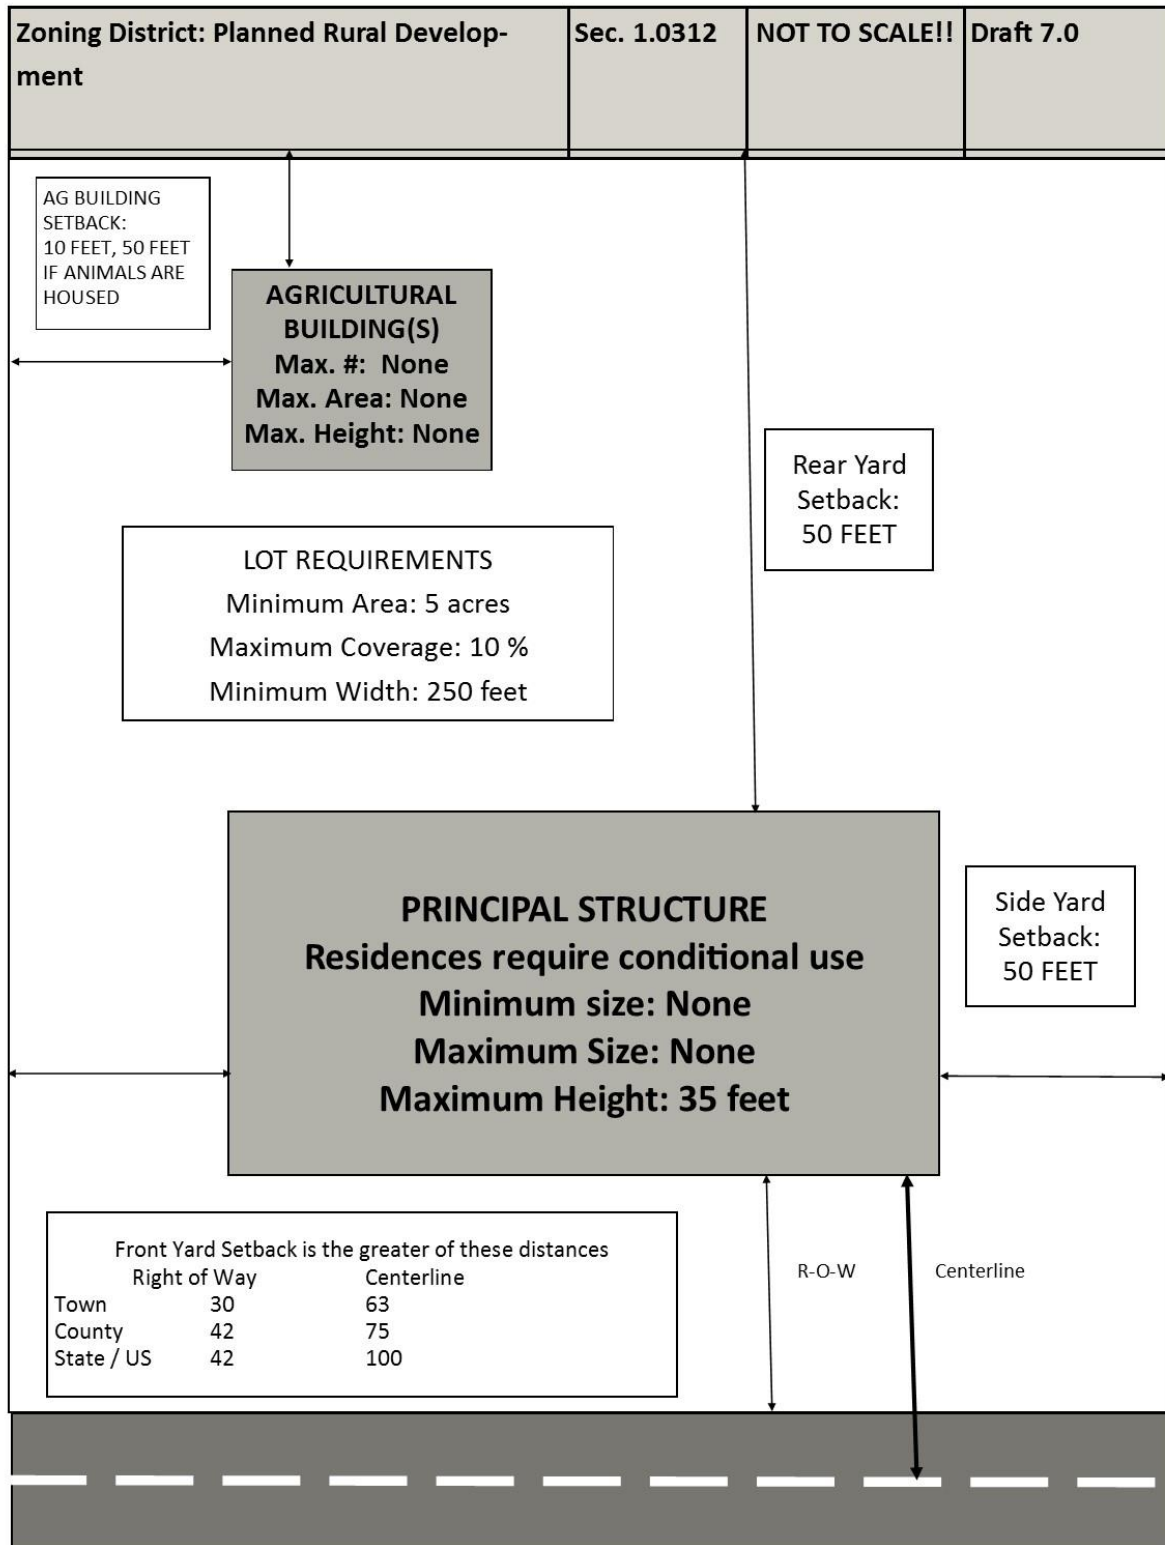 Zoning District: Planned Rural Develop-
ment
Sec. 1.0312
NOT TO SCALE!!
Draft 7.0
AG BUILDING
SETBACK:
10 FEET, 50 FEET
IF ANIMALS ARE
HOUSED
AGRICULTURAL
BUILDING(S)
Max. #: None
Max. Area: None
Max. Height: None
Rear Yard
Setback:
50 FEET
LOT REQUIREMENTS
Minimum Area: 5 acres
Maximum Coverage: 10 %
Minimum Width: 250 feet
PRINCIPAL STRUCTURE
Residences require conditional use
Minimum size: None
Maximum Size: None
Maximum Height: 35 feet
Side Yard
Setback:
50 FEET
Front Yard Setback is the greater of these distances
Right of Way Centerline
Town 30 63
County 42 75
State / US 42 100
R-O-W
Centerline